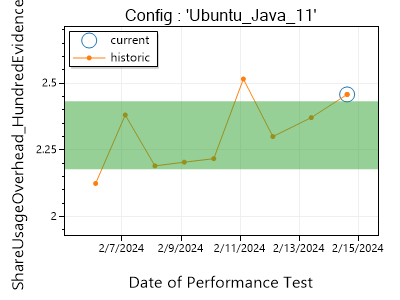 Config : 'Ubuntu_Java_11'
current
historic
ShareUsageOverhead_HundredEvidence
2.5
2.25
2
2/7/2024
2/9/2024
2/11/2024
2/13/2024
2/15/2024
Date of Performance Test